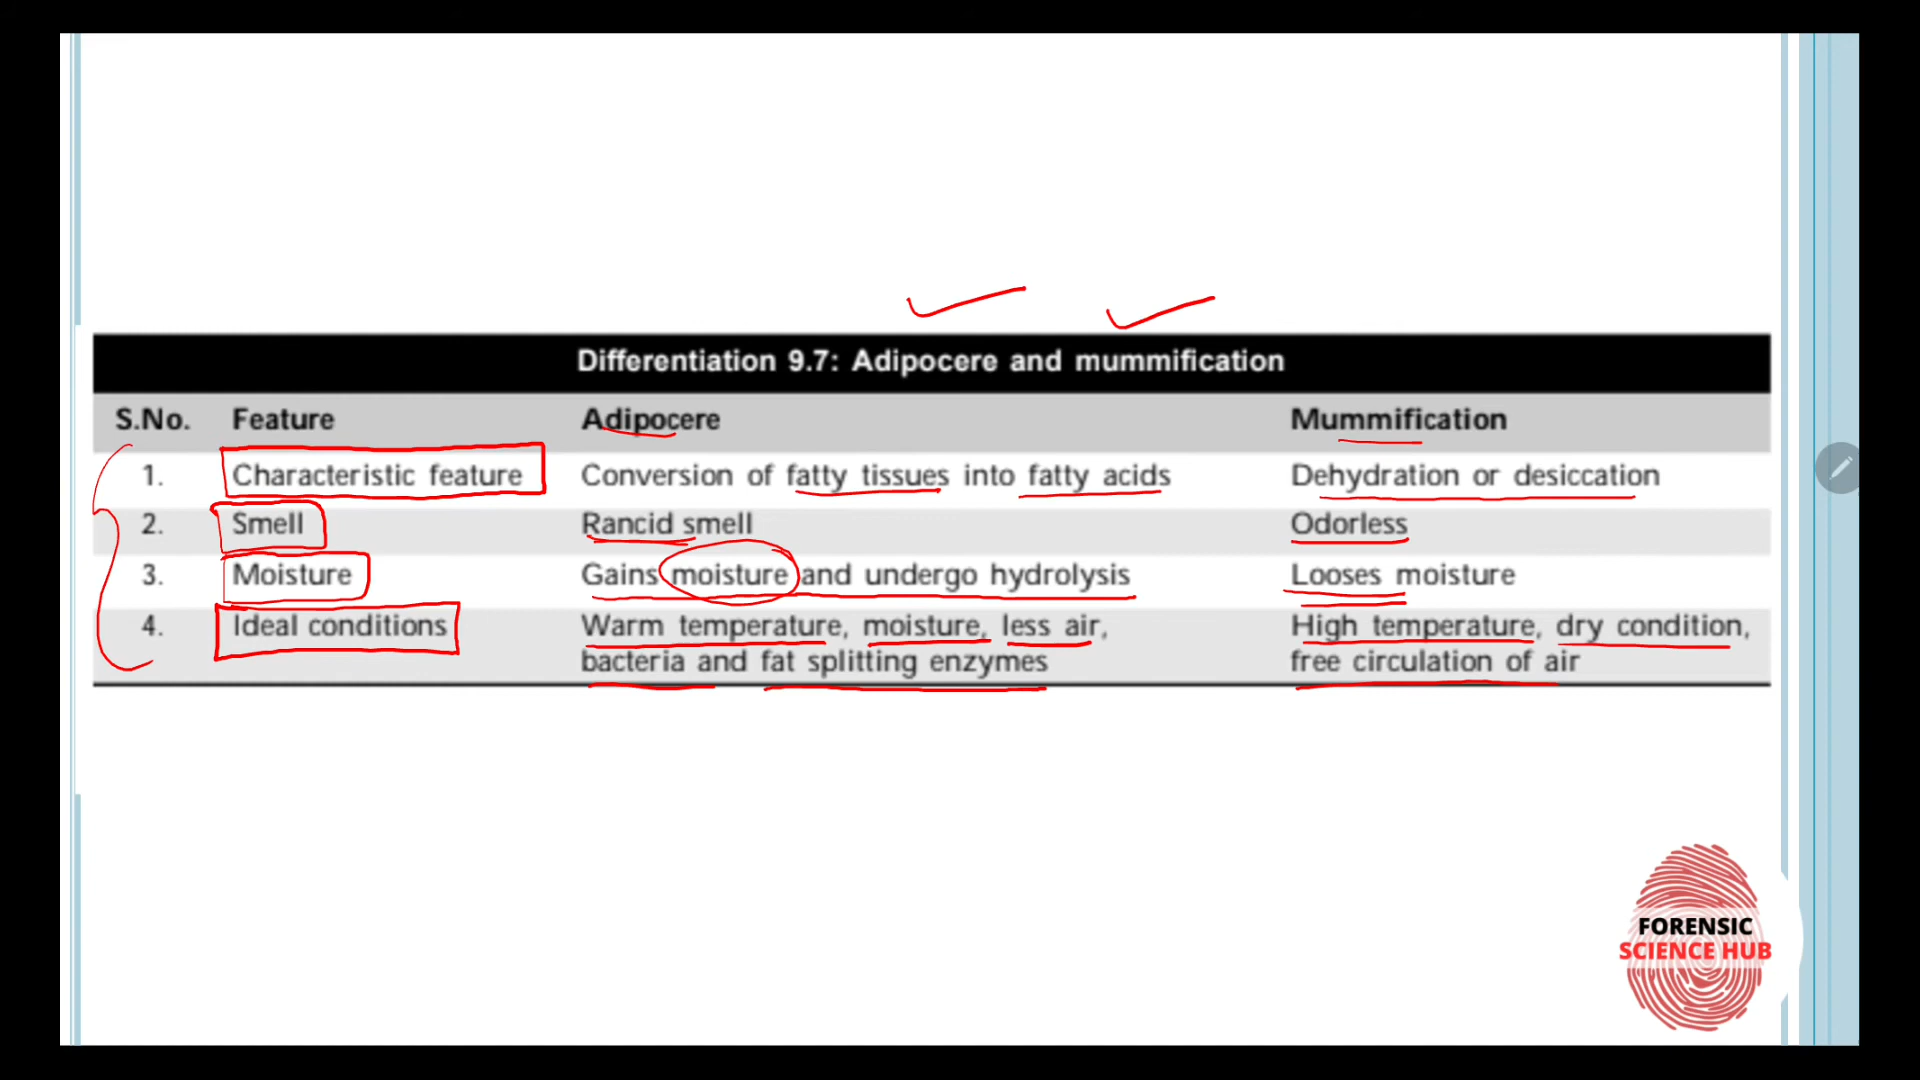 Differentiation 9.7: Adipocere and mummification
S.No. Feature Adipocere Mummification
1. Characteristic feature Conversion of fatty tissues into fatty acids Dehydration or desiccation
2. Smell Rancid smell Odorless
3. Moisture Gains moisture and undergo hydrolysis Looses moisture
4. Ideal conditions Warm temperature, moisture, less air, High temperature, dry condition,
bacteria and fat splitting enzymes free circulation of air
FORENSIC
SCIENCE HUB